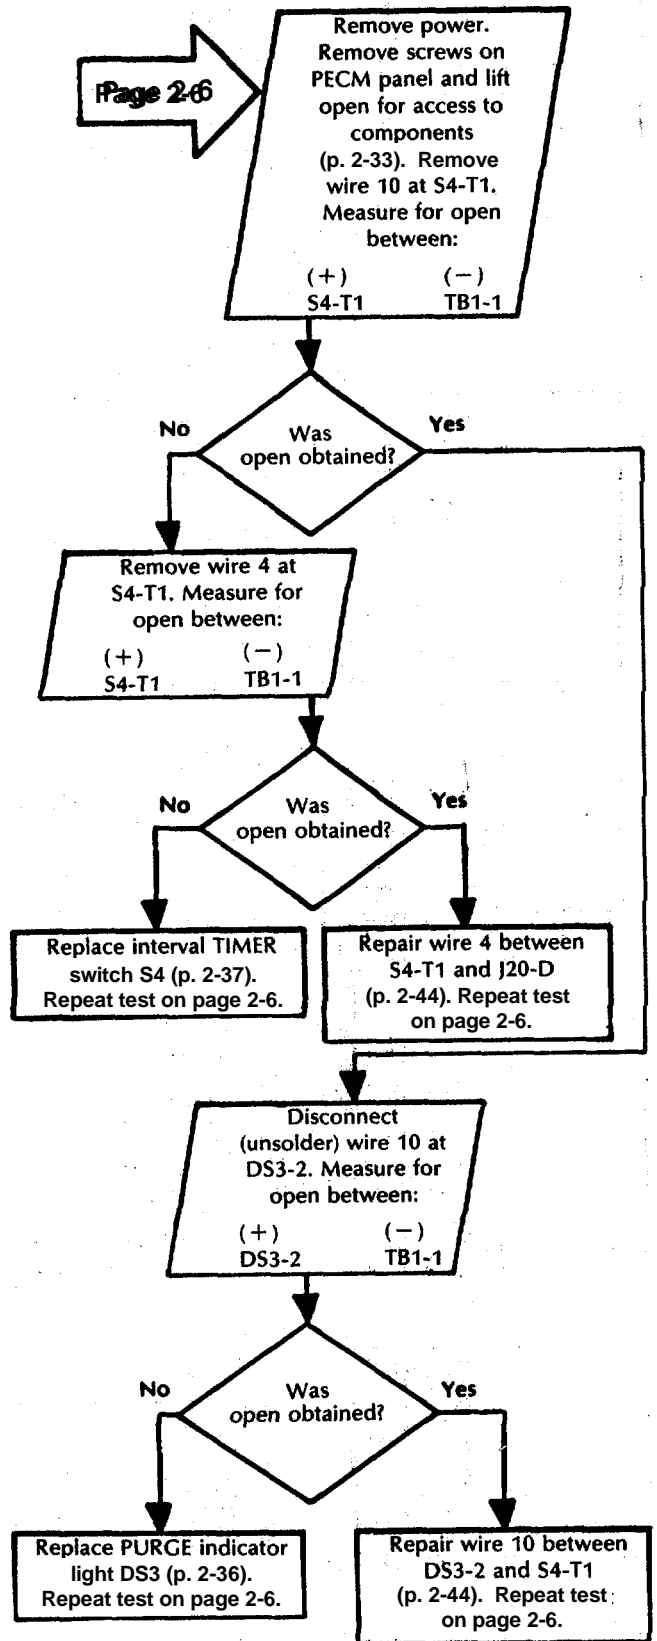 Page 2-6
Remove power.
Remove screws on
PECM panel and lift
open for access to
components
(p. 2-33). Remove
wire 10 at S4-T1.
Measure for open
between:
(+) (−)
S4-T1 TB1-1
No Yes
Was
open obtained?
Remove wire 4 at
S4-T1. Measure for
open between:
(+) (−)
S4-T1 TB1-1
No Yes
Was
open obtained?
Replace interval TIMER
switch S4 (p. 2-37).
Repeat test on page 2-6.
Repair wire 4 between
S4-T1 and J20-D
(p. 2-44). Repeat test
on page 2-6.
Disconnect
(unsolder) wire 10 at
DS3-2. Measure for
open between:
(+) (−)
DS3-2 TB1-1
No Yes
Was
open obtained?
Replace PURGE indicator
light DS3 (p. 2-36).
Repeat test on page 2-6.
Repair wire 10 between
DS3-2 and S4-T1
(p. 2-44). Repeat test
on page 2-6.